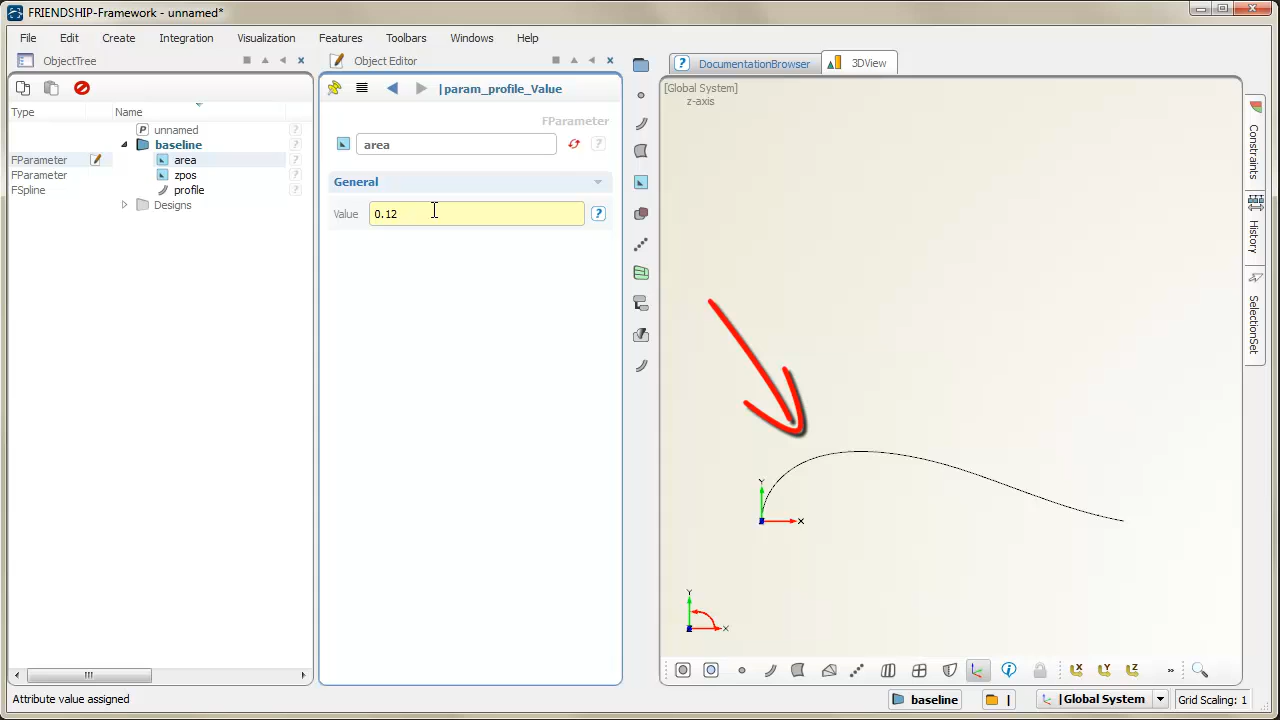 FRIENDSHIP-Framework - unnamed*
File Edit Create Integration Visualization Features Toolbars Windows Help
ObjectTree
Object Editor
DocumentationBrowser
3DView
Type Name
unnamed
baseline
FParameter area
FParameter zpos
FSpline profile
Designs
|param_profile_Value
FParameter
area
General
Value 0.12
[Global System]
z-axis
Y
X
Y
X
Constraints
History
SelectionSet
X Y Z »
Attribute value assigned
baseline
|
|Global System
Grid Scaling: 1